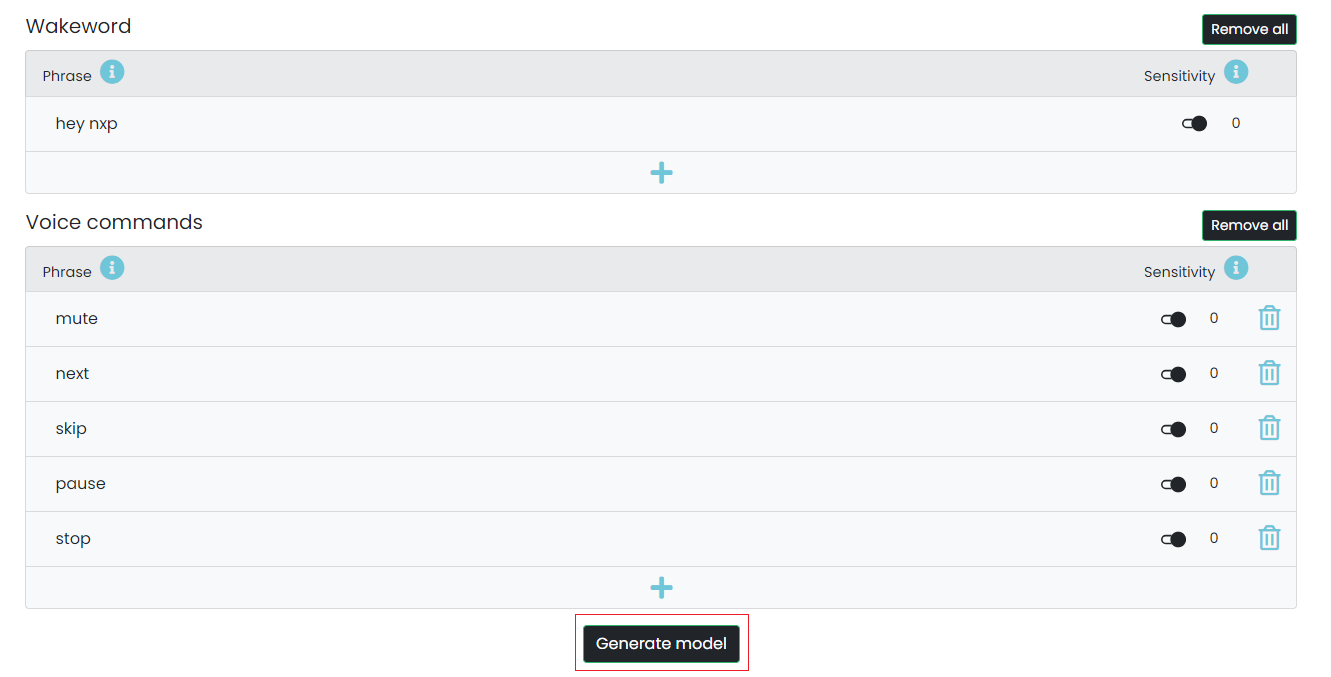 Wakeword
Remove all
Phrase i Sensitivity i
hey nxp 0
+
Voice commands
Remove all
Phrase i Sensitivity i
mute 0
next 0
skip 0
pause 0
stop 0
+
Generate model